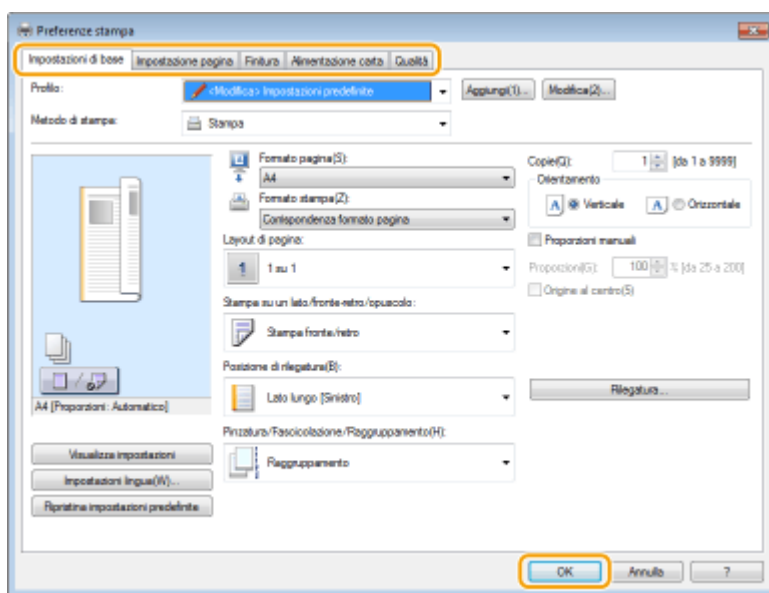 Preferenze stampa
Impostazioni di base Impostazione pagina Finitura Alimentazione carta Qualità
Profilo: <Modifica> Impostazioni predefinite Aggiungi(1)... Modifica(2)...
Metodo di stampa: Stampa
Formato pagina(S): Copie(Q): 1 [da 1 a 9999]
A4 Orientamento
Formato stampa(Z): A Verticale A Orizzontale
Corrispondenza formato pagina
Layout di pagina: Proporzioni manuali
1 1 su 1 Proporzioni(G): 100 % [da 25 a 200]
Origine al centro(5)
Stampa su un lato/fronte-retro/opuscolo:
Stampa fronte/retro
Posizione di rilegatura(B):
Lato lungo [Sinistro] Rilegatura...
A4 [Proporzioni: Automatico]
Pinzatura/Fascicolazione/Raggruppamento(H):
Visualizza impostazioni
Raggruppamento
Impostazioni lingua(W)...
Ripristina impostazioni predefinite
OK Annulla ?